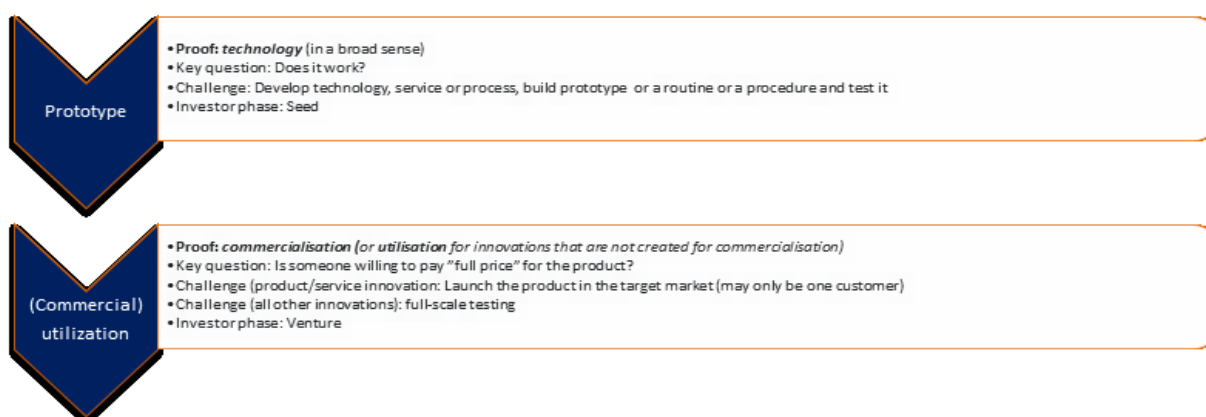 Prototype
•Proof: technology (in a broad sense)
•Key question: Does it work?
•Challenge: Develop technology, service or process, build prototype or a routine or a procedure and test it
•Investor phase: Seed
(Commercial)
utilization
•Proof: commercialisation (or utilisation for innovations that are not created for commercialisation)
•Key question: Is someone willing to pay ”full price” for the product?
•Challenge (product/service innovation: Launch the product in the target market (may only be one customer)
•Challenge (all other innovations): full-scale testing
•Investor phase: Venture